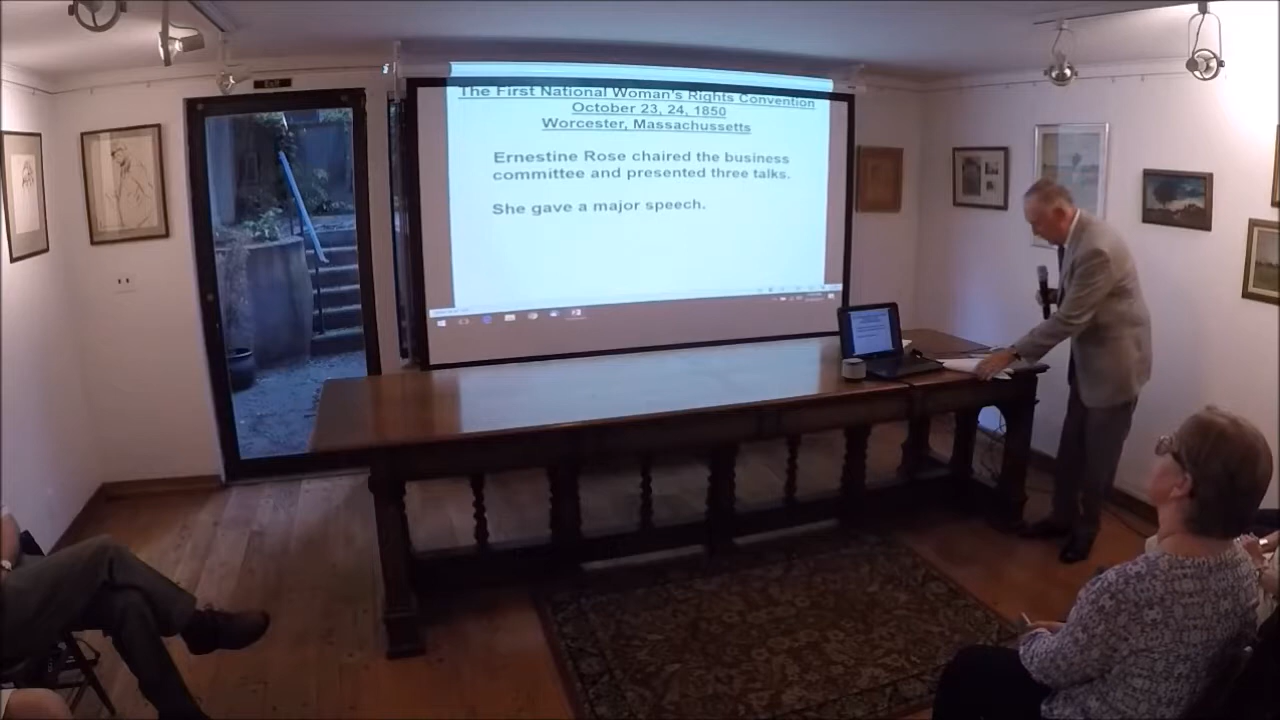 Exit
The First National Woman's Rights Convention
October 23, 24, 1850
Worcester, Massachussetts
Ernestine Rose chaired the business
committee and presented three talks.
She gave a major speech.